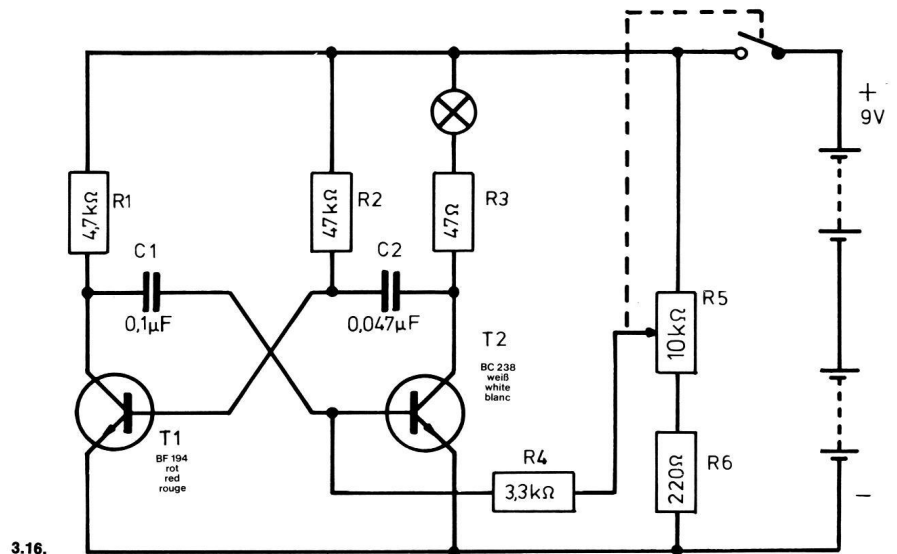 +
9V
4,7kΩ
R1
47kΩ
R2
47Ω
R3
C1
0,1µF
C2
0,047µF
R5
10kΩ
T2
BC 238
weiß
white
blanc
T1
BF 194
rot
red
rouge
R4
3,3kΩ
220Ω
R6
−
3.16.